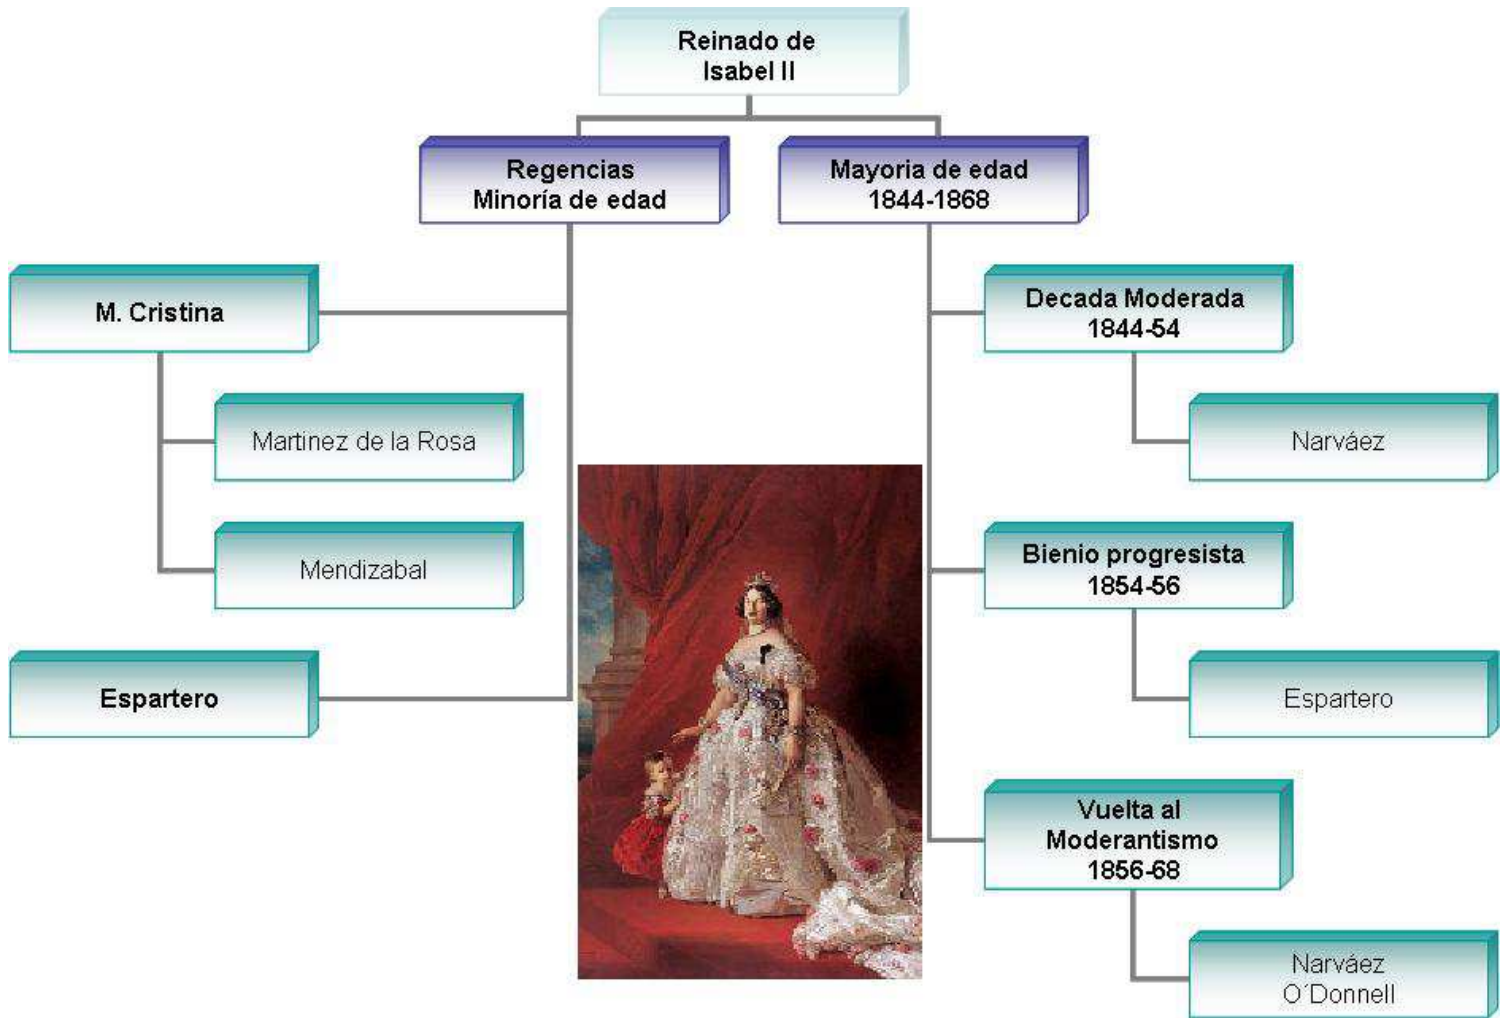 Reinado de
Isabel II
Regencias
Minoría de edad
Mayoria de edad
1844-1868
M. Cristina
Martinez de la Rosa
Mendizabal
Espartero
Decada Moderada
1844-54
Narváez
Bienio progresista
1854-56
Espartero
Vuelta al
Moderantismo
1856-68
Narváez
O´Donnell